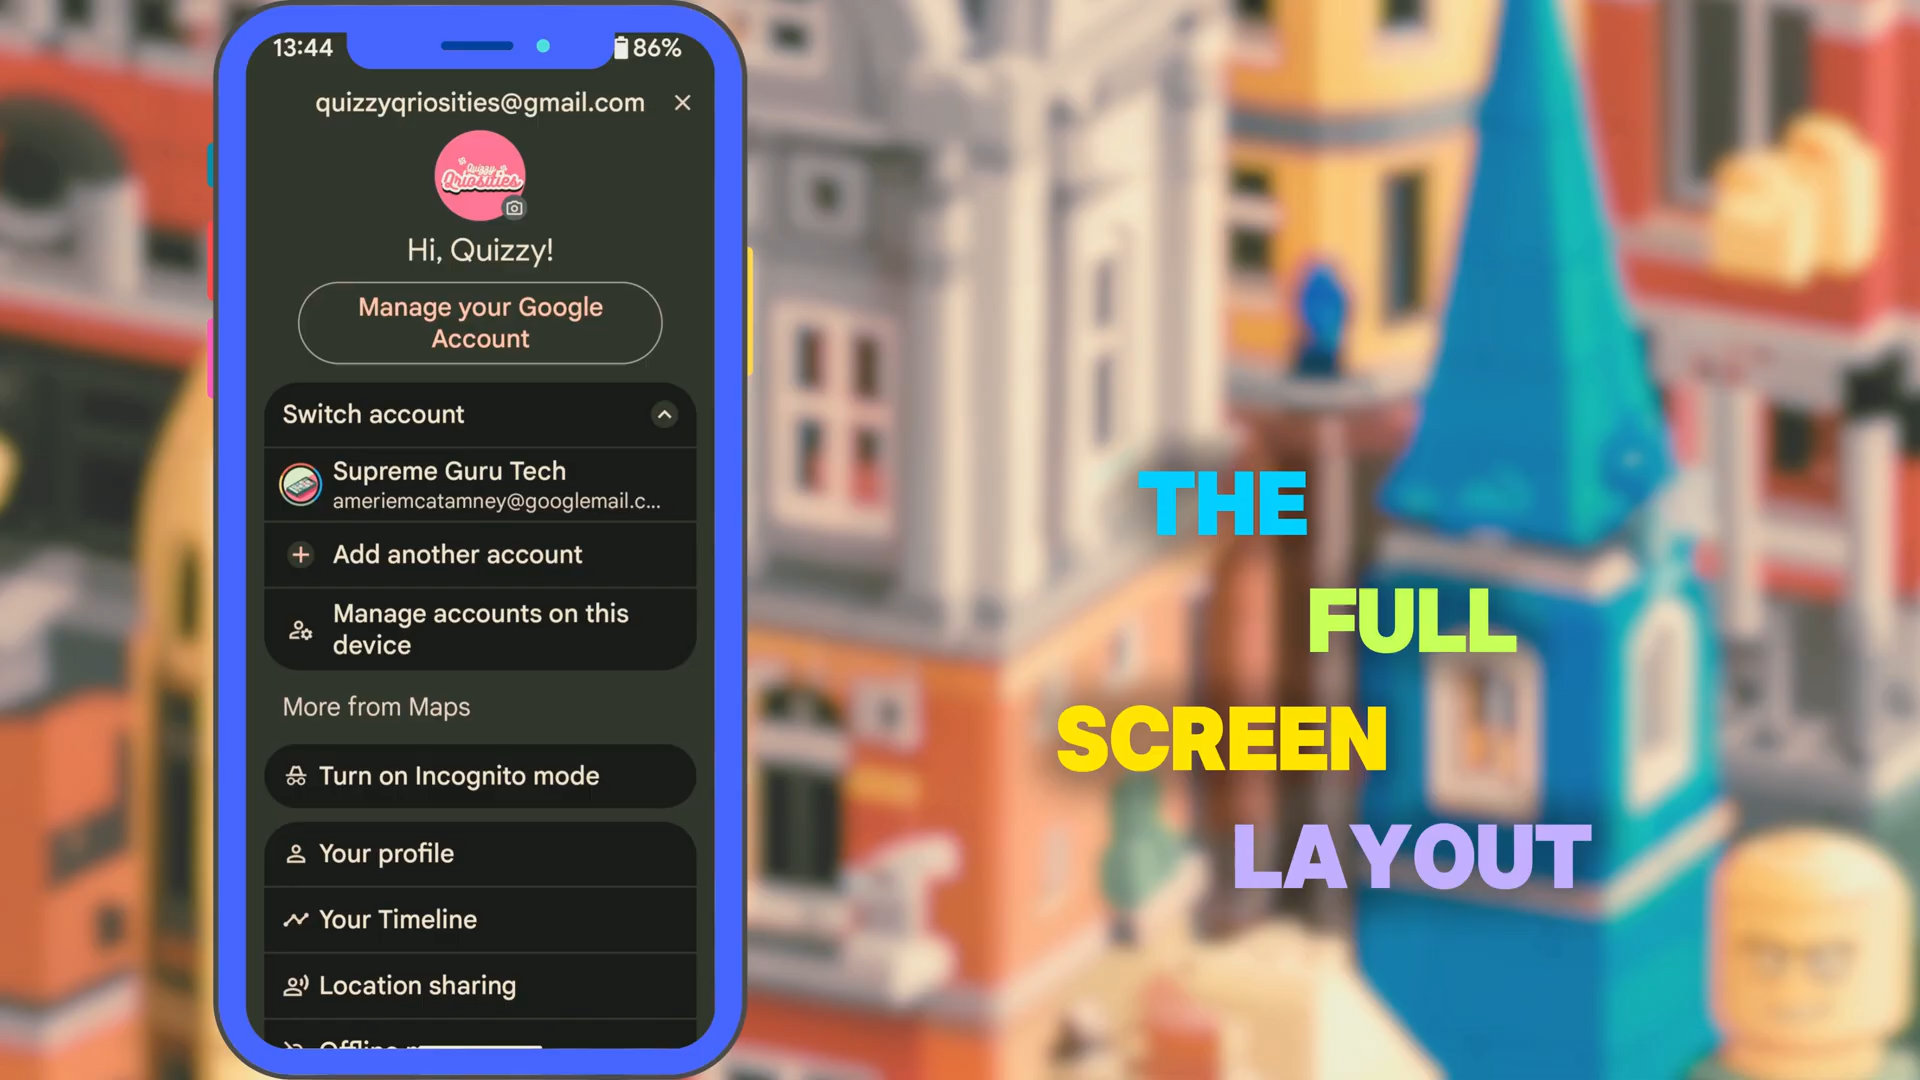 13:44
86%
quizzyqriosities@gmail.com
Quizzy
Qriosities
Hi, Quizzy!
Manage your Google
Account
Switch account
Supreme Guru Tech
ameriemcatamney@googlemail.c...
Add another account
Manage accounts on this
device
More from Maps
Turn on Incognito mode
Your profile
Your Timeline
Location sharing
THE
FULL
SCREEN
LAYOUT